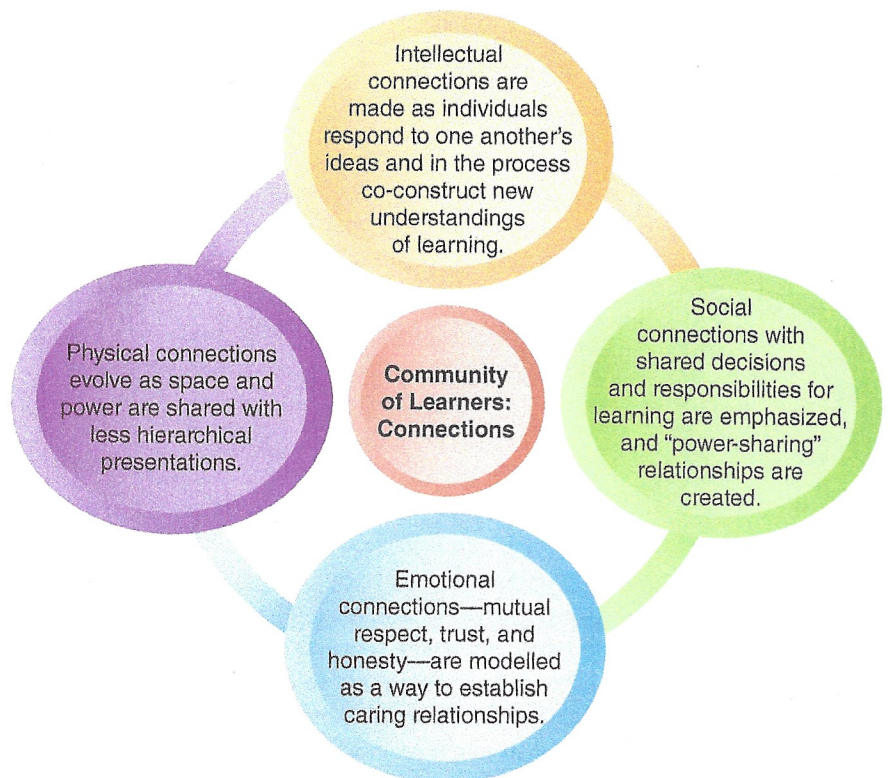 Intellectual
connections are
made as individuals
respond to one another's
ideas and in the process
co-construct new
understandings
of learning.
Physical connections
evolve as space and
power are shared with
less hierarchical
presentations.
Community
of Learners:
Connections
Social
connections with
shared decisions
and responsibilities for
learning are emphasized,
and “power-sharing”
relationships are
created.
Emotional
connections—mutual
respect, trust, and
honesty—are modelled
as a way to establish
caring relationships.